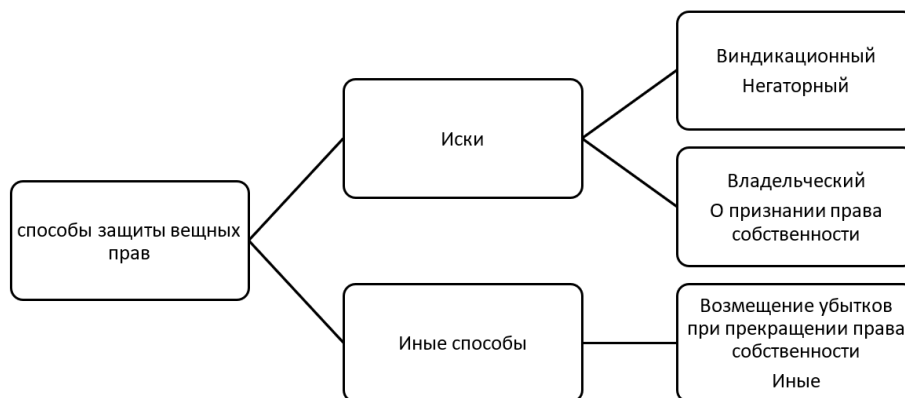 способы защиты вещных
прав
Иски
Виндикационный
Негаторный
Владельческий
О признании права
собственности
Иные способы
Возмещение убытков
при прекращении права
собственности
Иные